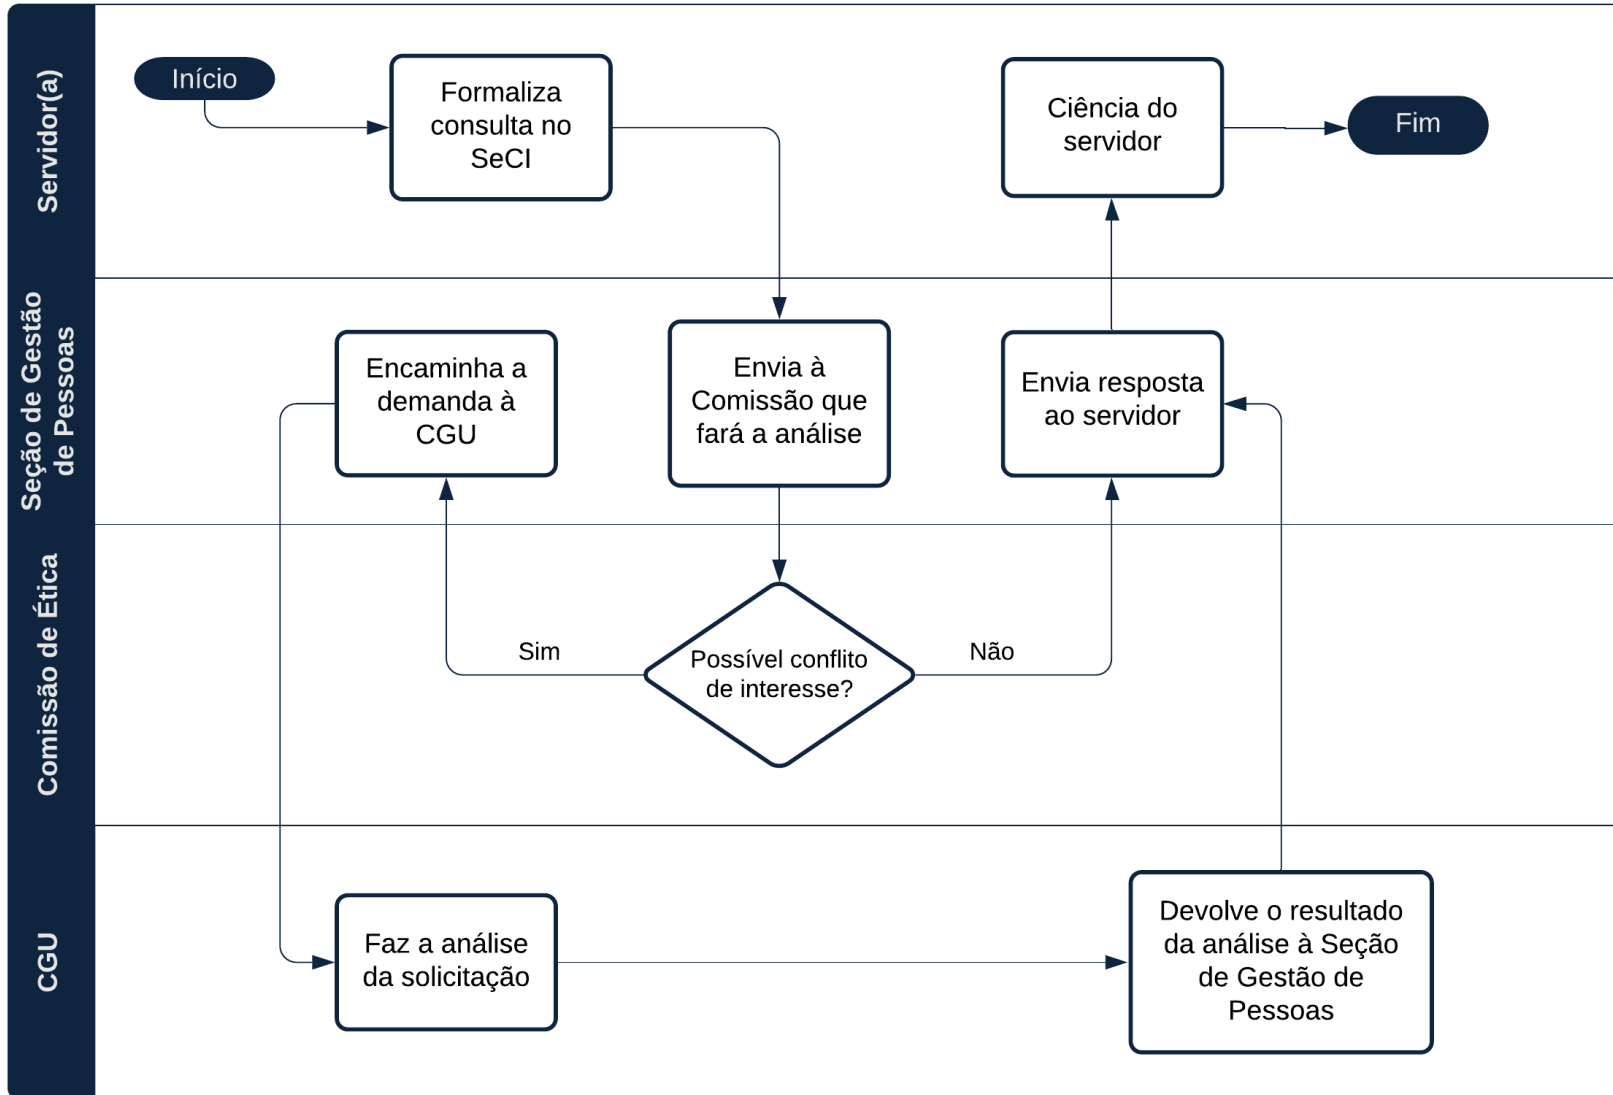 Servidor(a)
Início
Formaliza
consulta no
SeCI
Ciência do
servidor
Fim
Seção de Gestão
de Pessoas
Encaminha a
demanda à
CGU
Envia à
Comissão que
fará a análise
Envia resposta
ao servidor
Comissão de Ética
Sim
Possível conflito
de interesse?
Não
CGU
Faz a análise
da solicitação
Devolve o resultado
da análise à Seção
de Gestão de
Pessoas